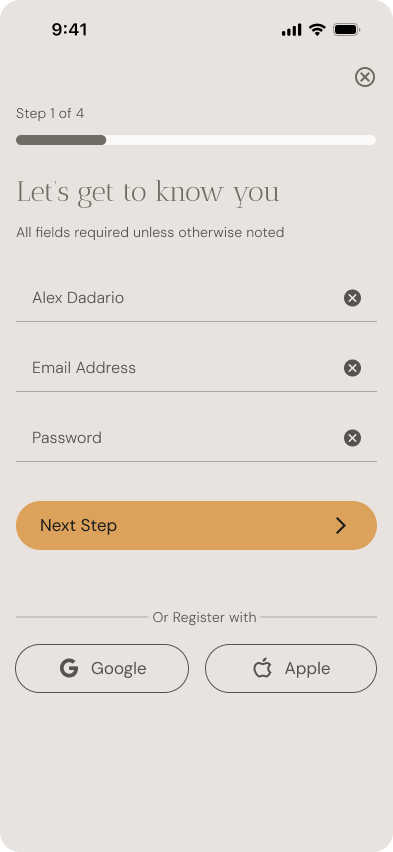 9:41
Step 1 of 4
Let's get to know you
All fields required unless otherwise noted
Alex Dadario
Email Address
Password
Next Step
Or Register with
Google
Apple